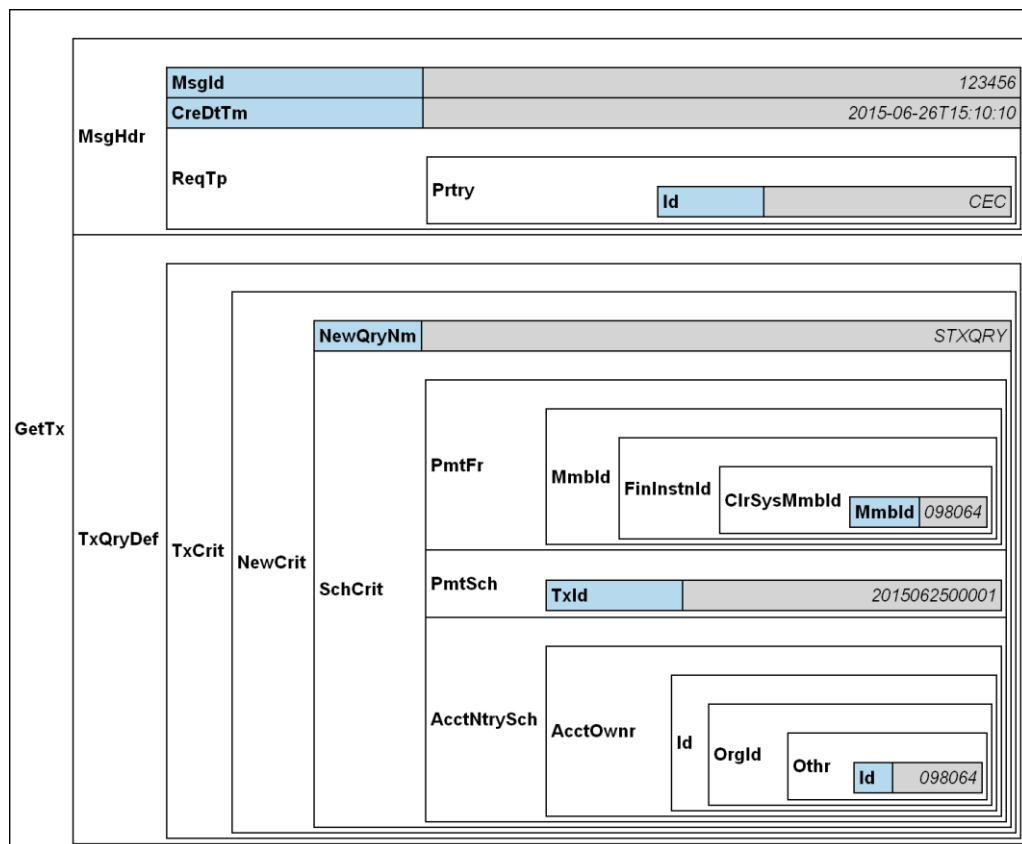 MsgId 123456
CreDtTm 2015-06-26T15:10:10
MsgHdr
ReqTp
Prtry
Id CEC
NewQryNm STXQRY
GetTx
PmtFr
MmbId
FinInstnId
ClrSysMmbId
MmbId 098064
TxQryDef
TxCrit
NewCrit
SchCrit
PmtSch
TxId 2015062500001
AcctNtrySch
AcctOwnr
Id
OrgId
Othr
Id 098064